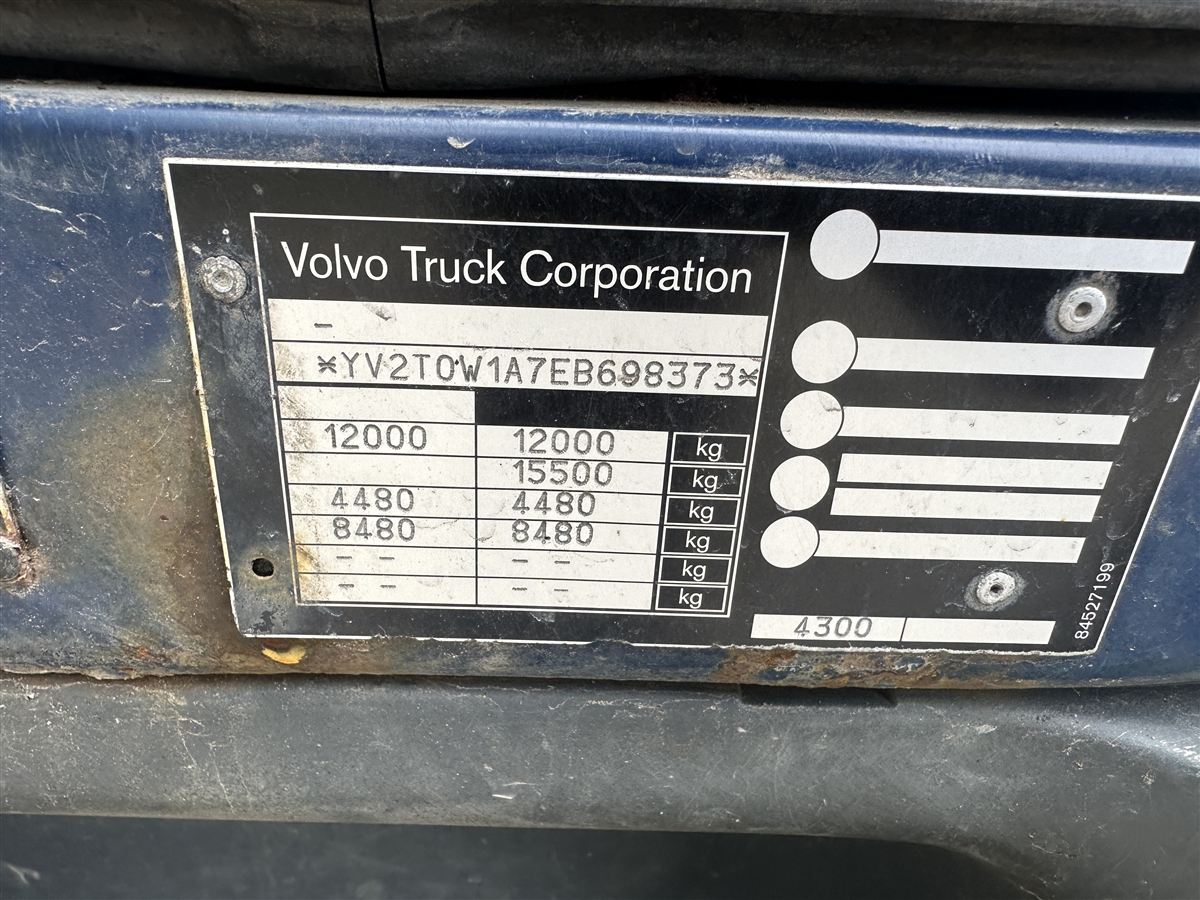 Volvo Truck Corporation
-
*YV2T0W1A7EB698373*
12000 12000 kg
15500 kg
4480 4480 kg
8480 8480 kg
- - - - kg
- - - - kg
4300
84527199